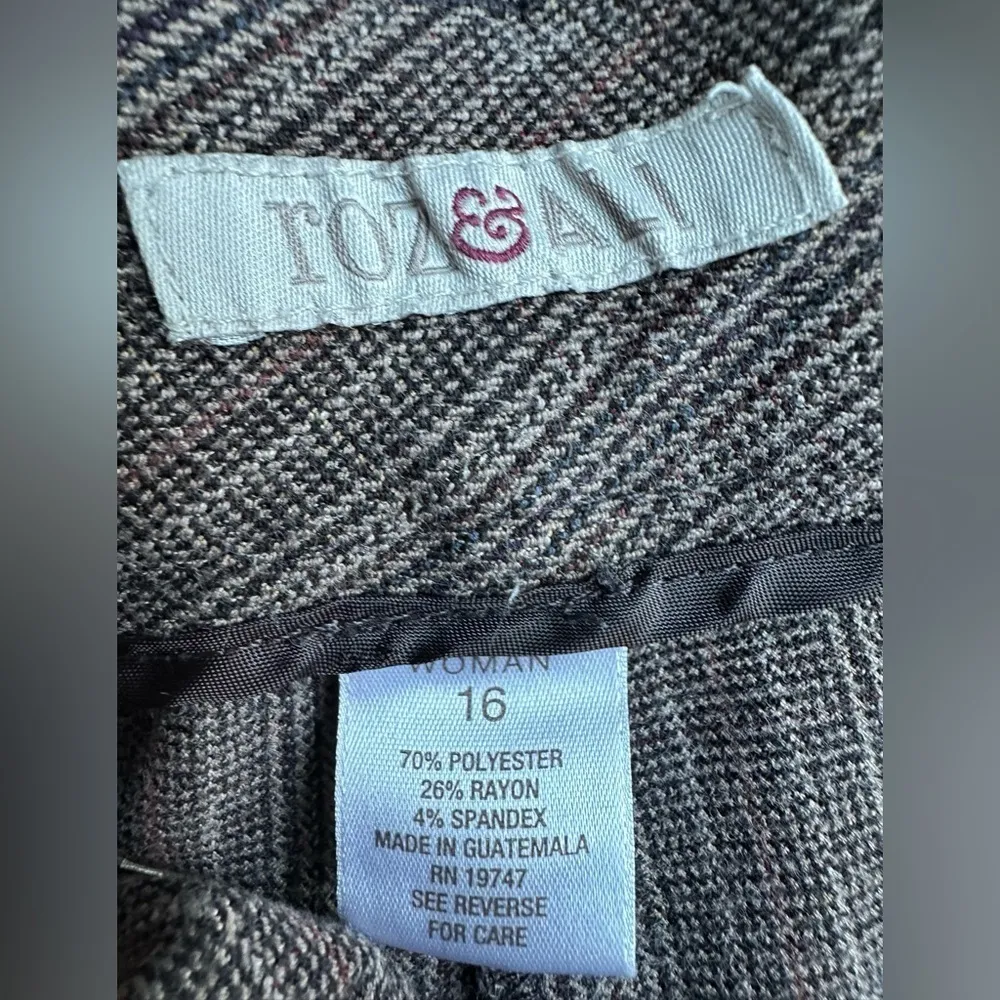 roz & ALI
WOMAN
16
70% POLYESTER
26% RAYON
4% SPANDEX
MADE IN GUATEMALA
RN 19747
SEE REVERSE
FOR CARE